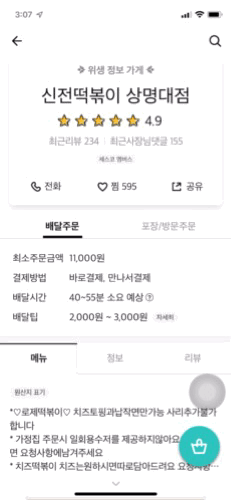 3:07
위생 정보 가게
신전떡볶이 상명대점
4.9
최근리뷰 234 최근사장님댓글 155
세스코 멤버스
전화 찜 595 공유
배달주문 포장/방문주문
최소주문금액 11,000원
결제방법 바로결제, 만나서결제
배달시간 40~55분 소요 예상 ?
배달팁 2,000원 ~ 3,000원 자세히
메뉴 정보 리뷰
원산지 표기
*♡로제떡볶이♡ 치즈토핑과납작면만가능 사리추가불가
합니다
* 가정집 주문시 일회용수저를 제공하지않아요
면 요청사항에남겨주세요
* 치즈떡볶이 치즈는원하시면따로담아드려요 요청사항…